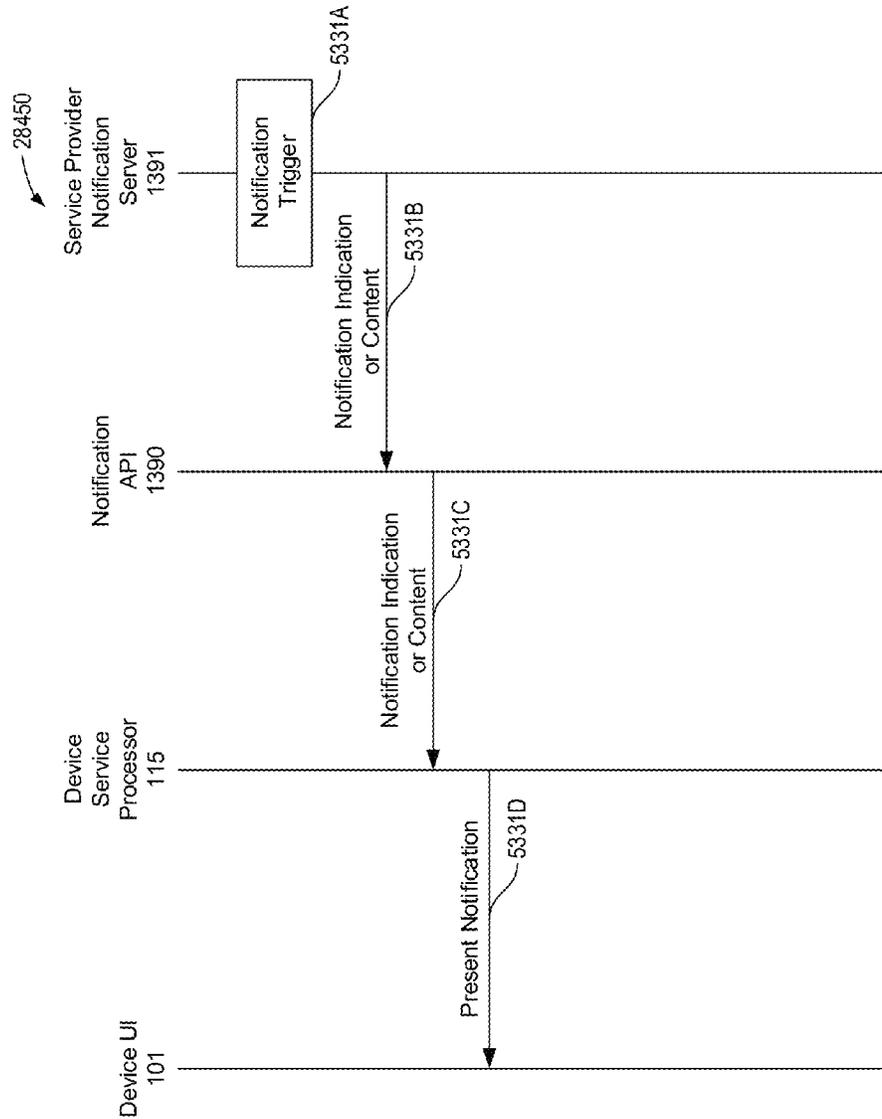 28450
Device UI
101
Device
Service
Processor
115
Notification
API
1390
Service Provider
Notification
Server
1391
Notification
Trigger
5331A
Notification Indication
or Content
5331B
Notification Indication
or Content
5331C
Present Notification
5331D